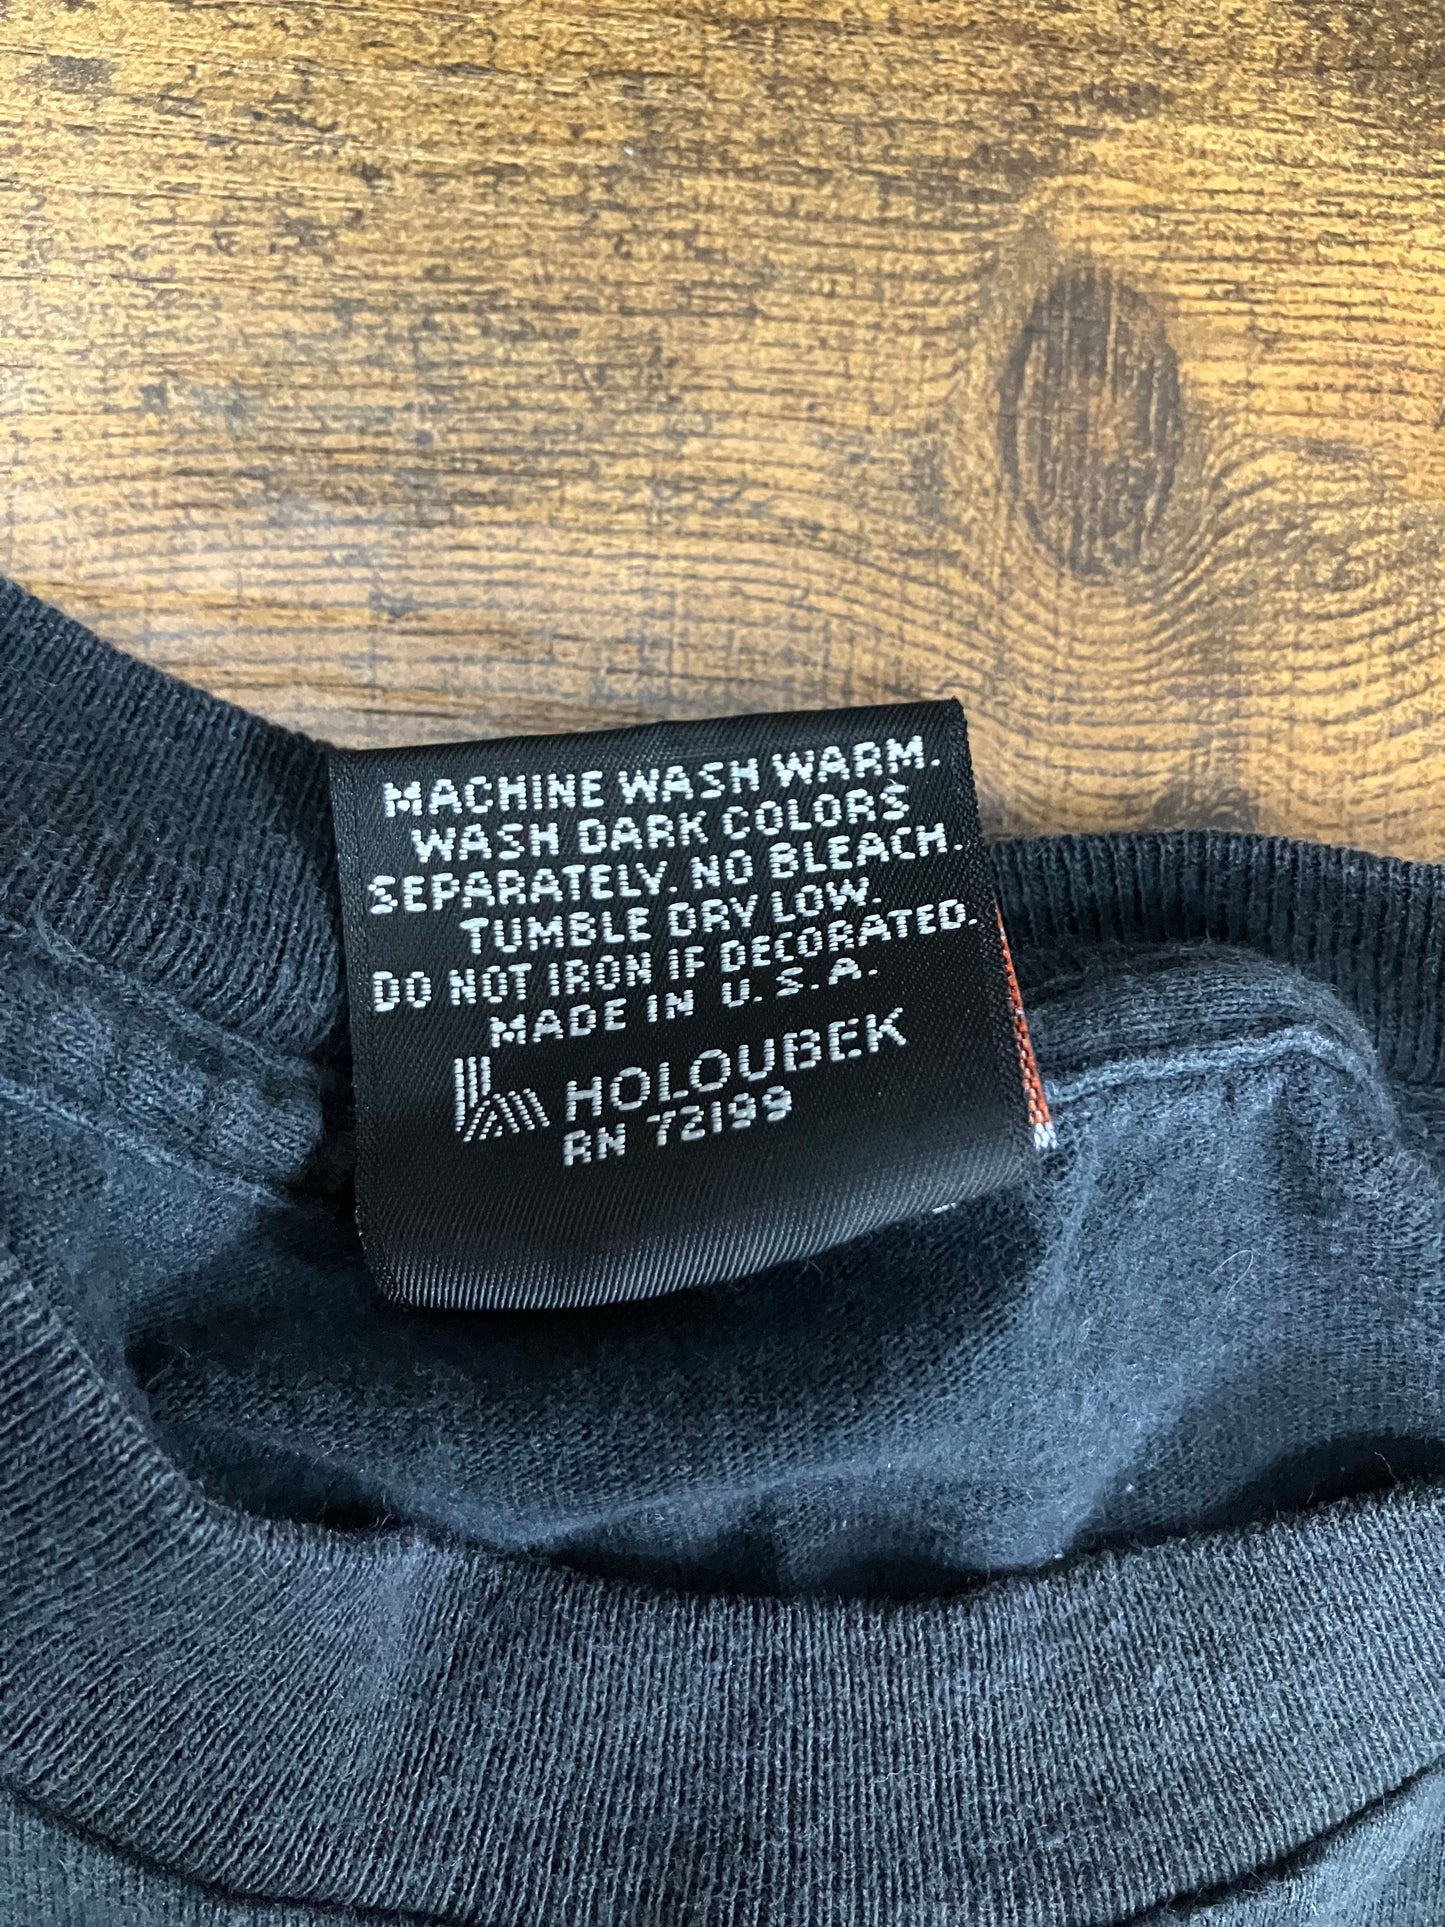 MACHINE WASH WARM.
WASH DARK COLORS
SEPARATELY. NO BLEACH.
TUMBLE DRY LOW.
DO NOT IRON IF DECORATED.
MADE IN U.S.A.
HOLOUBEK
RN 72199